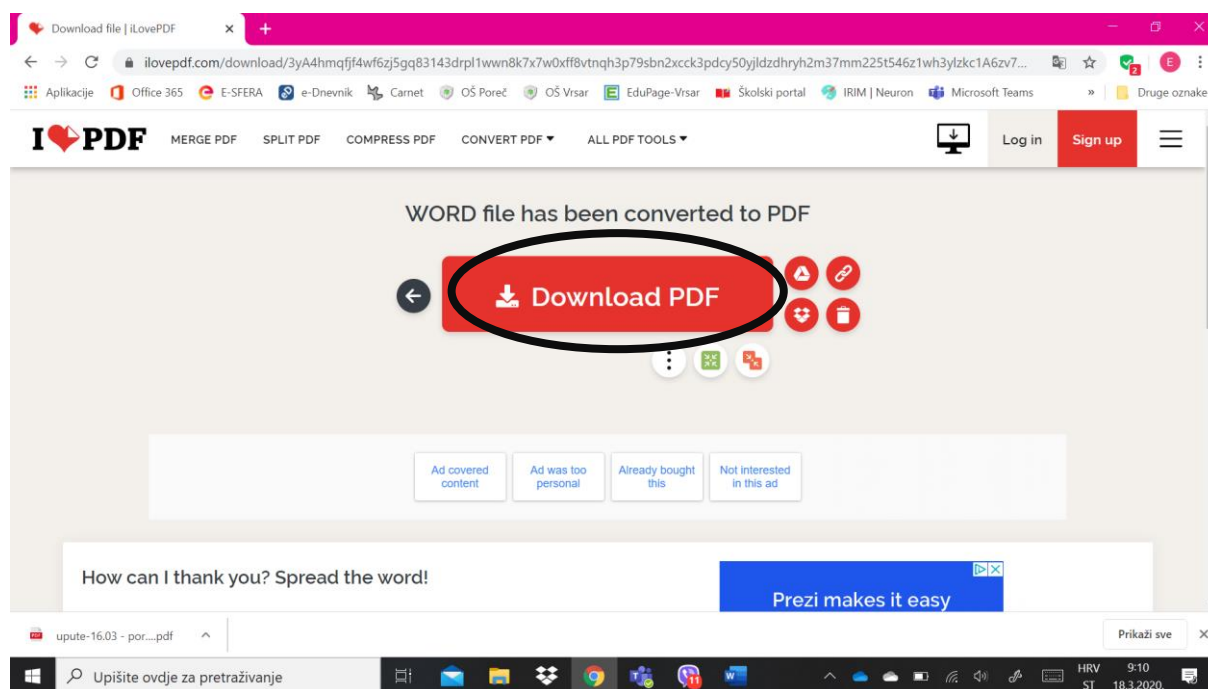 Download file | iLovePDF
ilovepdf.com/download/3yA4hmqfjf4wf6zj5gq83143drpl1wwn8k7x7w0xff8vtnqh3p79sbn2xcck3pdcy50yjldzdhryh2m37mm225t546z1wh3ylzkc1A6zv7...
2
E
Aplikacije Office 365 E-SFERA e-Dnevnik Carnet OŠ Poreč OŠ Vrsar EduPage-Vrsar Školski portal IRIM | Neuron Microsoft Teams » Druge oznake
I PDF MERGE PDF SPLIT PDF COMPRESS PDF CONVERT PDF ALL PDF TOOLS Log in Sign up
WORD file has been converted to PDF
Download PDF
Ad covered content
Ad was too personal
Already bought this
Not interested in this ad
How can I thank you? Spread the word!
Prezi makes it easy
upute-16.03 - por....pdf
Prikaži sve
Upišite ovdje za pretraživanje
11
HRV
ST
9:10
18.3.2020.